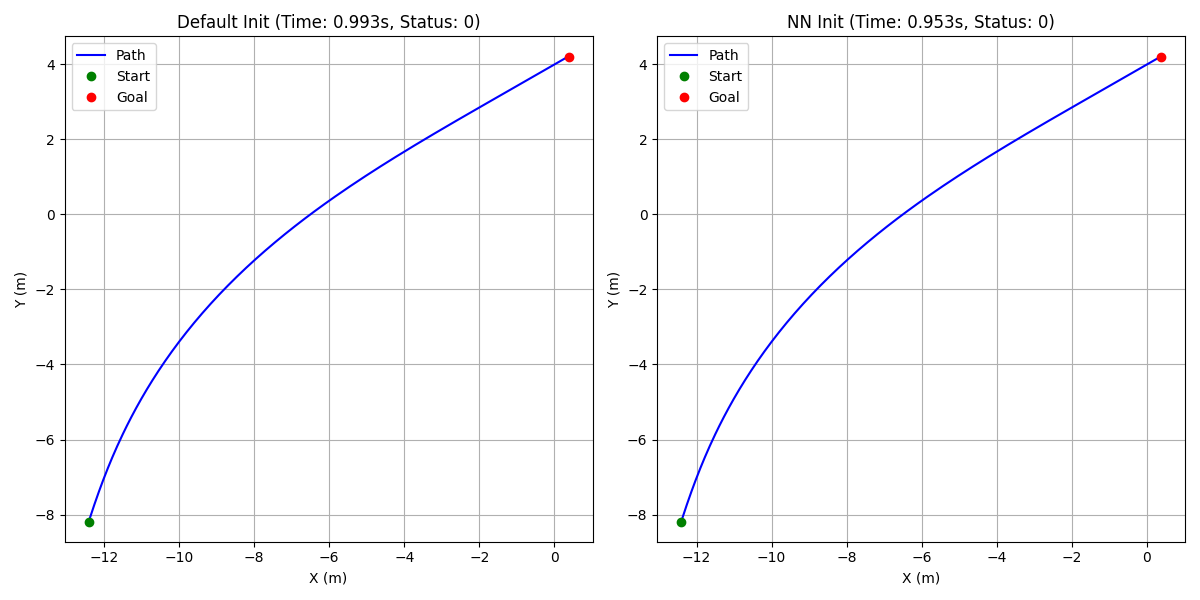 Default Init (Time: 0.993s, Status: 0)
Path
Start
Goal
4
2
0
−2
−4
−6
−8
Y (m)
−12 −10 −8 −6 −4 −2 0
X (m)
NN Init (Time: 0.953s, Status: 0)
Path
Start
Goal
4
2
0
−2
−4
−6
−8
Y (m)
−12 −10 −8 −6 −4 −2 0
X (m)